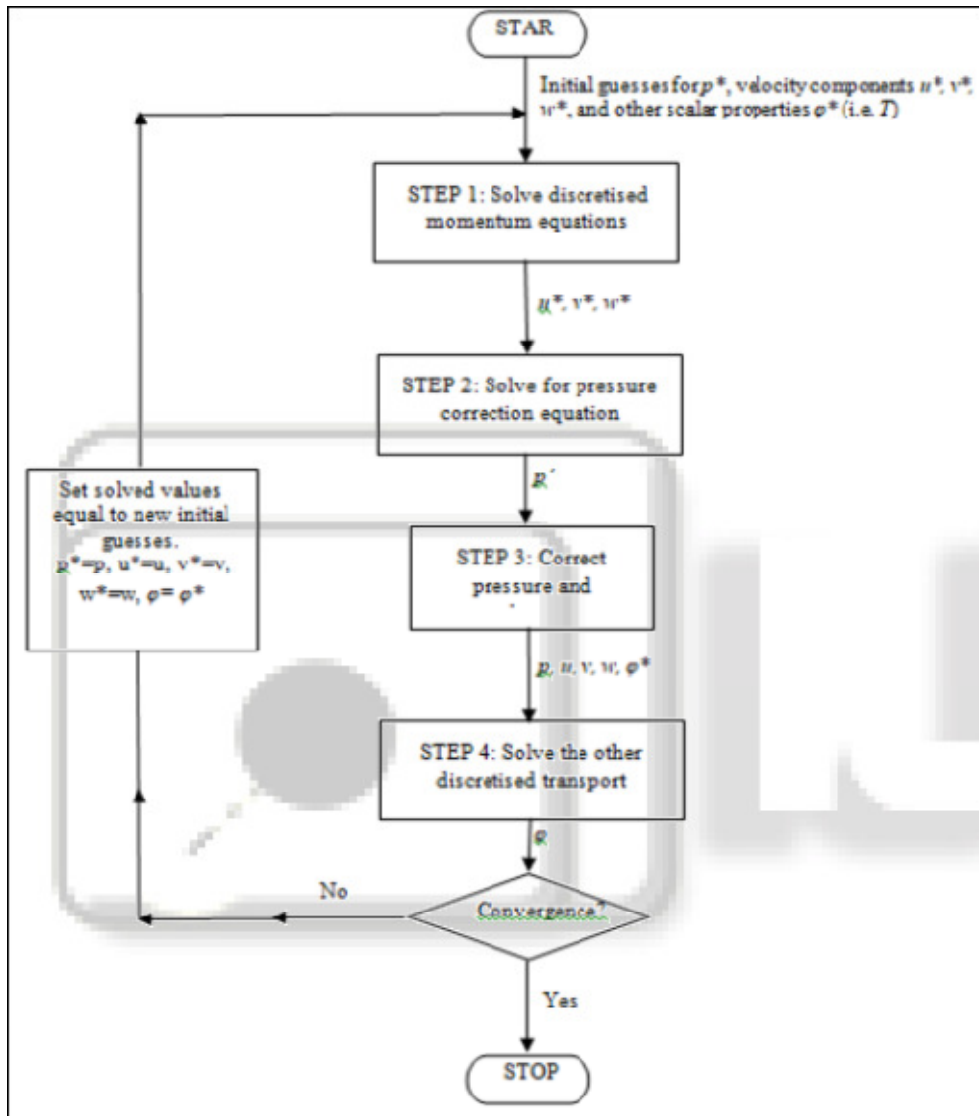 STAR
Initial guesses for p*, velocity components u*, v*,
w*, and other scalar properties φ* (i.e. T)
STEP 1: Solve discretised
momentum equations
u*, v*, w*
STEP 2: Solve for pressure
correction equation
p´
Set solved values
equal to new initial
guesses.
p*=p, u*=u, v*=v,
w*=w, φ= φ*
STEP 3: Correct
pressure and
p, u, v, w, φ*
STEP 4: Solve the other
discretised transport
φ
No
Convergence?
Yes
STOP